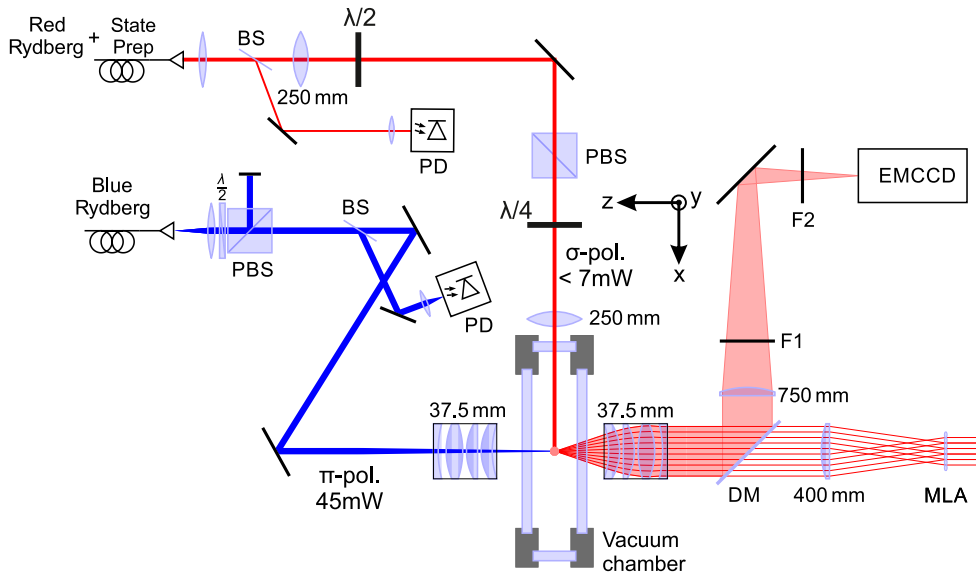 Red Rydberg + State Prep
BS
λ/2
250 mm
PD
PBS
Blue Rydberg
λ/2
PBS
BS
PD
λ/4
σ-pol.
< 7mW
250 mm
z
y
x
EMCCD
F2
F1
750 mm
37.5 mm
37.5 mm
π-pol.
45mW
DM
400 mm
MLA
Vacuum
chamber